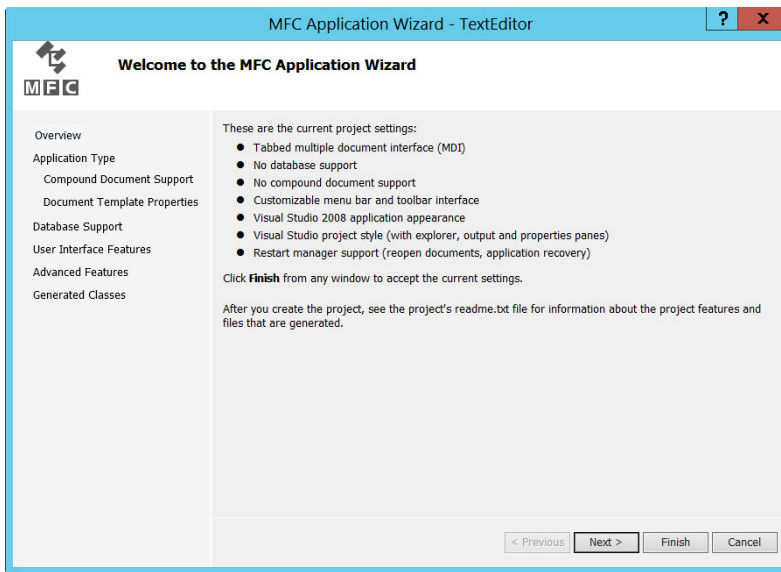 MFC Application Wizard - TextEditor
? X
MFC
Welcome to the MFC Application Wizard
Overview
Application Type
Compound Document Support
Document Template Properties
Database Support
User Interface Features
Advanced Features
Generated Classes
These are the current project settings:
● Tabbed multiple document interface (MDI)
● No database support
● No compound document support
● Customizable menu bar and toolbar interface
● Visual Studio 2008 application appearance
● Visual Studio project style (with explorer, output and properties panes)
● Restart manager support (reopen documents, application recovery)
Click Finish from any window to accept the current settings.
After you create the project, see the project's readme.txt file for information about the project features and
files that are generated.
< Previous Next > Finish Cancel